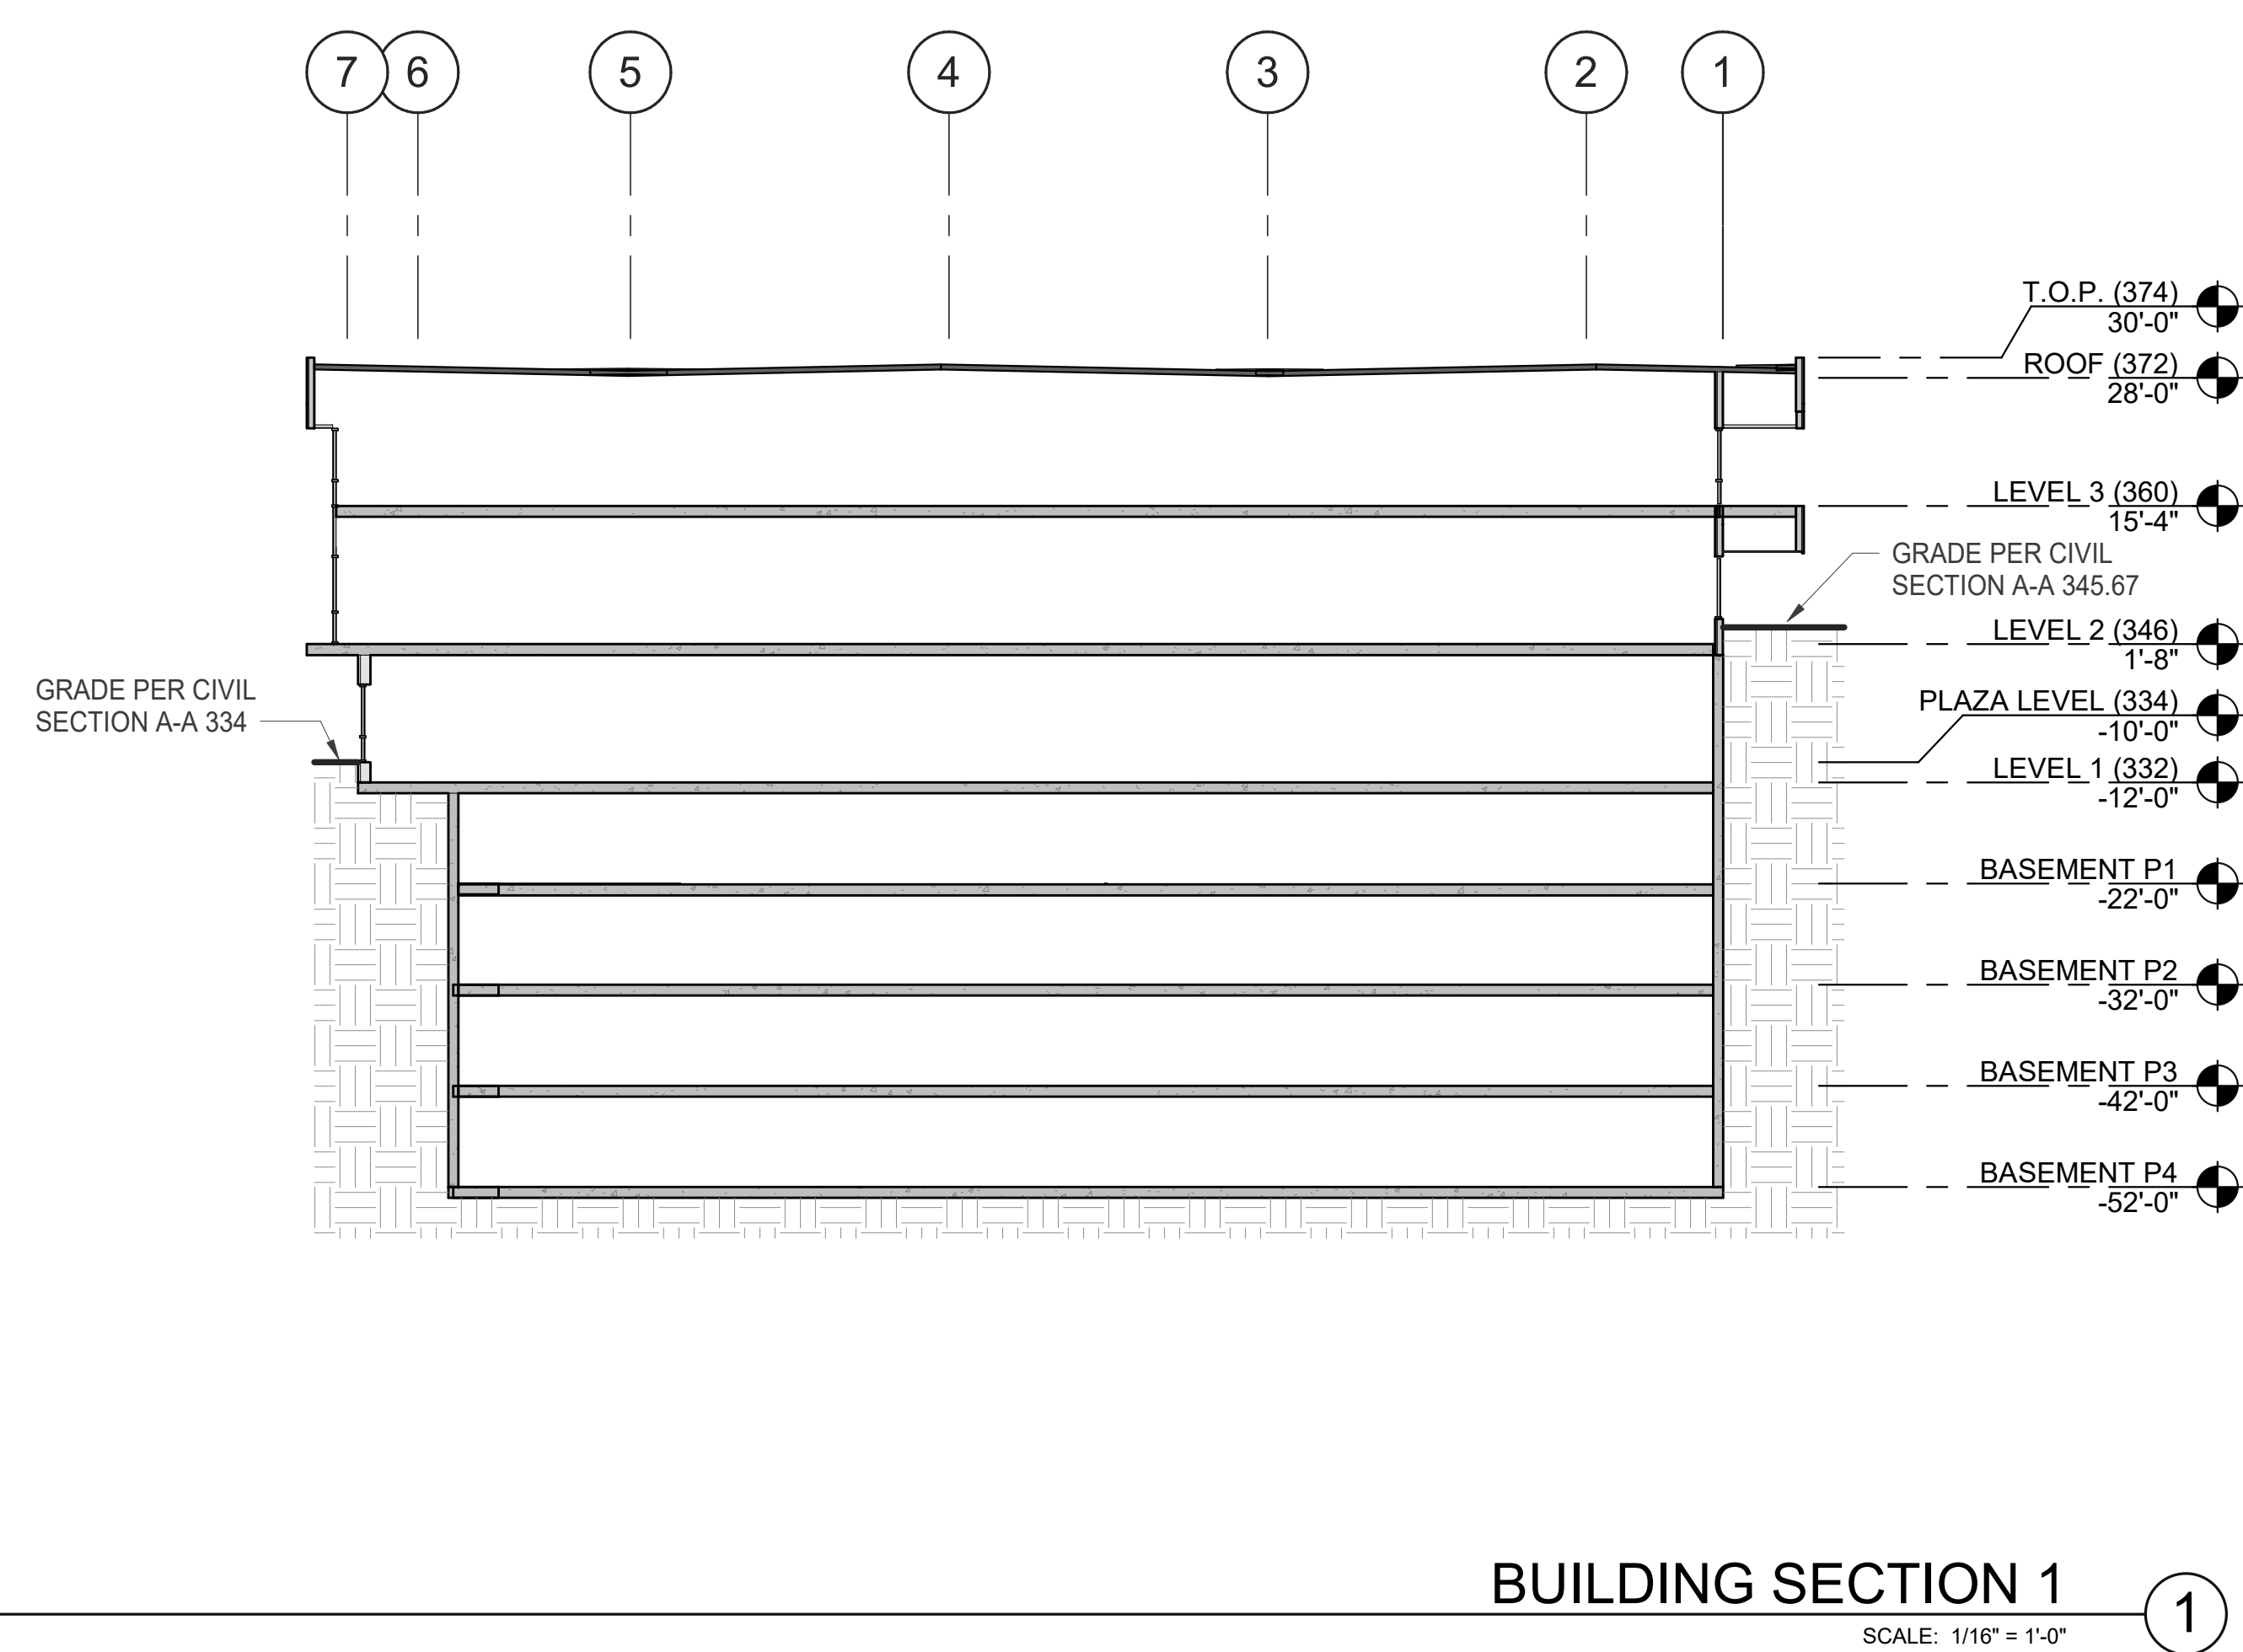 7 6 5 4 3 2 1
T.O.P. (374)
30'-0"
ROOF (372)
28'-0"
LEVEL 3 (360)
15'-4"
GRADE PER CIVIL
SECTION A-A 345.67
LEVEL 2 (346)
1'-8"
GRADE PER CIVIL
SECTION A-A 334
PLAZA LEVEL (334)
-10'-0"
LEVEL 1 (332)
-12'-0"
BASEMENT P1
-22'-0"
BASEMENT P2
-32'-0"
BASEMENT P3
-42'-0"
BASEMENT P4
-52'-0"
BUILDING SECTION 1
1
SCALE: 1/16" = 1'-0"